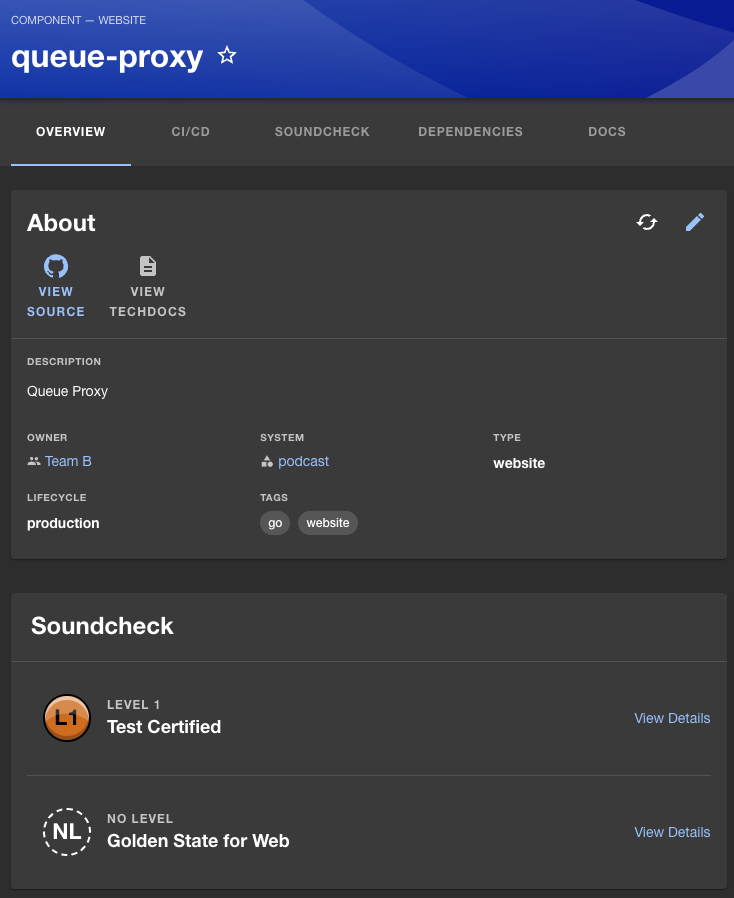 COMPONENT — WEBSITE
queue-proxy
OVERVIEW CI/CD SOUNDCHECK DEPENDENCIES DOCS
About
VIEW SOURCE
VIEW TECHDOCS
DESCRIPTION
Queue Proxy
OWNER SYSTEM TYPE
Team B podcast website
LIFECYCLE TAGS
production go website
Soundcheck
L1
LEVEL 1
Test Certified
View Details
NL
NO LEVEL
Golden State for Web
View Details